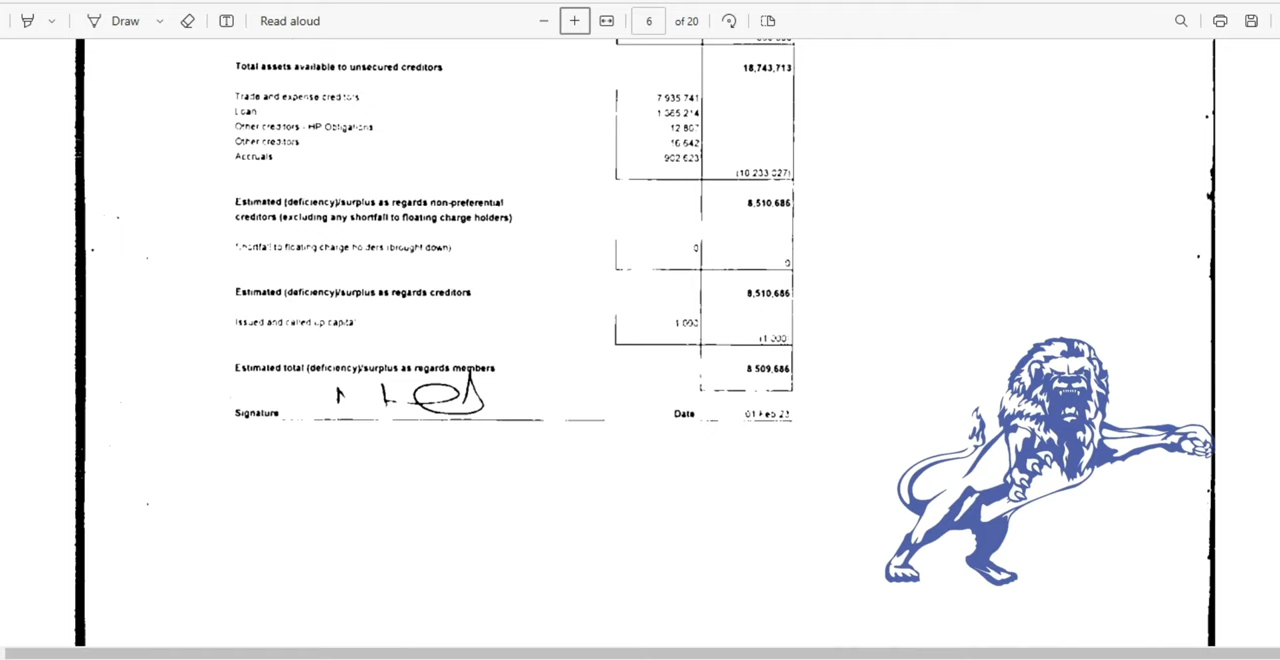 Draw Read aloud 6 of 20
Total assets available to unsecured creditors 18,743,713
Trade and expense creditors 7 935 741
Loan 1 365 214
Other creditors - HP Obligations 12 807
Other creditors 16 642
Accruals 902 623
(10 233 027)
Estimated (deficiency)/surplus as regards non-preferential 8,510,686
creditors (excluding any shortfall to floating charge holders)
Shortfall to floating charge holders (brought down) 0
0
Estimated (deficiency)/surplus as regards creditors 8,510,686
Issued and called up capital 1 000
(1 000
Estimated total (deficiency)/surplus as regards members 8 509,686
Signature Date 01 Feb 23